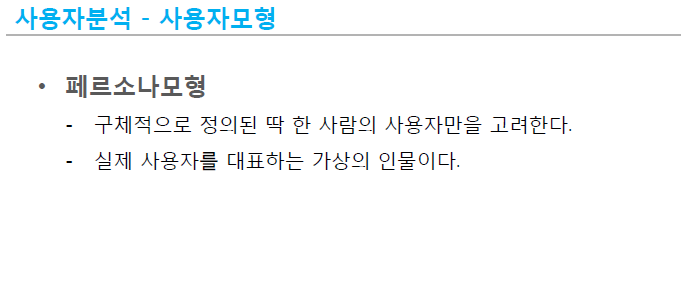 사용자분석 - 사용자모형
• 페르소나모형
- 구체적으로 정의된 딱 한 사람의 사용자만을 고려한다.
- 실제 사용자를 대표하는 가상의 인물이다.